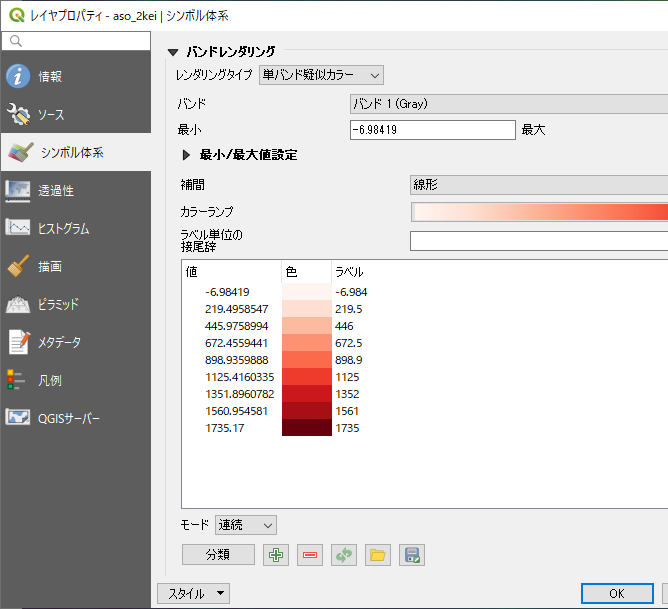 レイヤプロパティ - aso_2kei | シンボル体系
情報
ソース
シンボル体系
透過性
ヒストグラム
描画
ピラミッド
メタデータ
凡例
QGISサーバー
バンドレンダリング
レンダリングタイプ 単バンド疑似カラー
バンド バンド 1 (Gray)
最小 -6.98419 最大
最小/最大値設定
補間 線形
カラーランプ
ラベル単位の
接尾辞
値 色 ラベル
-6.98419 -6.984
219.4958547 219.5
445.9758994 446
672.4559441 672.5
898.9359888 898.9
1125.4160335 1125
1351.8960782 1352
1560.954581 1561
1735.17 1735
モード 連続
分類
スタイル OK